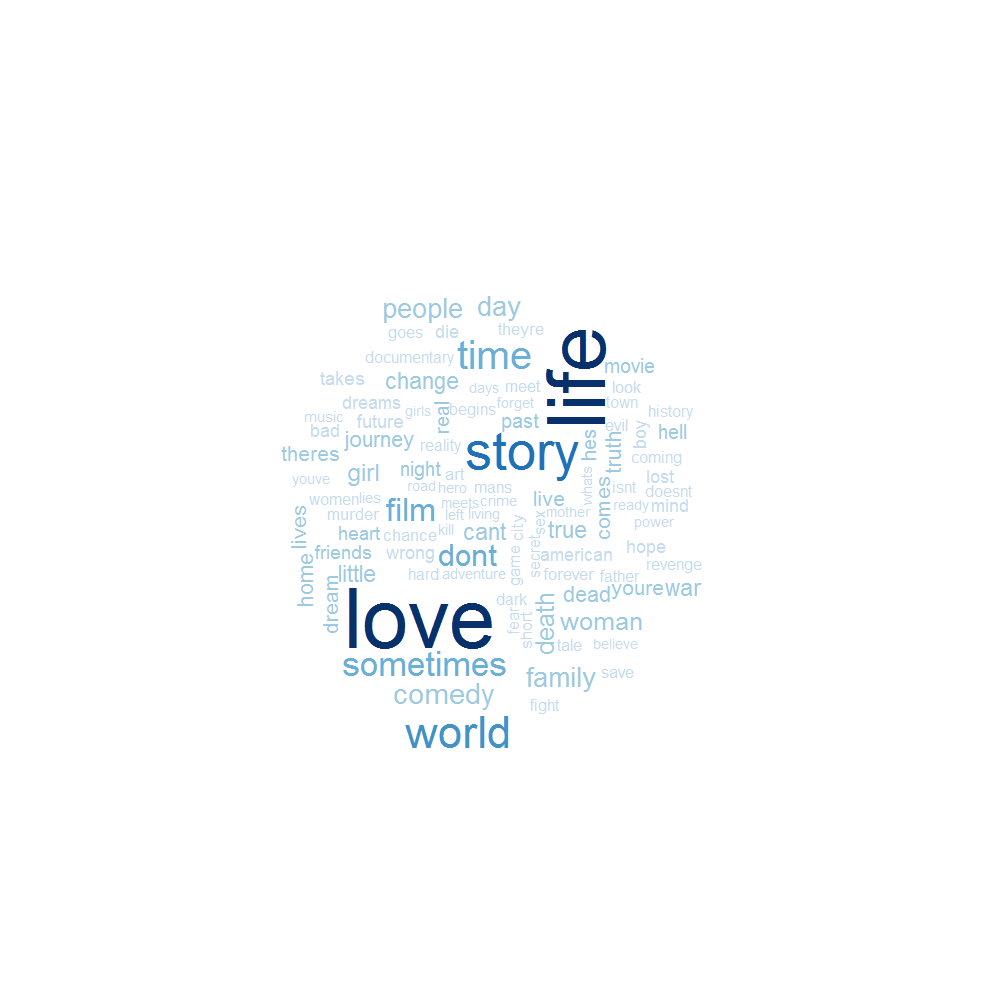 people day
goes die theyre
life
documentary time movie
takes change days meet look
dreams girls real begins forget town
music future past evil boy history
bad journey reality story hes truth hell
theres coming
youve girl night art whats lost
road hero mans isnt doesnt
women lies film meets crime live comes ready mind
murder left living mother power
lives heart chance kill cant city sex true
friends wrong dont game secret american hope
home little hard adventure forever father revenge
dream dark dead youre war
love fear short death woman
tale believe
sometimes family save
comedy fight
world